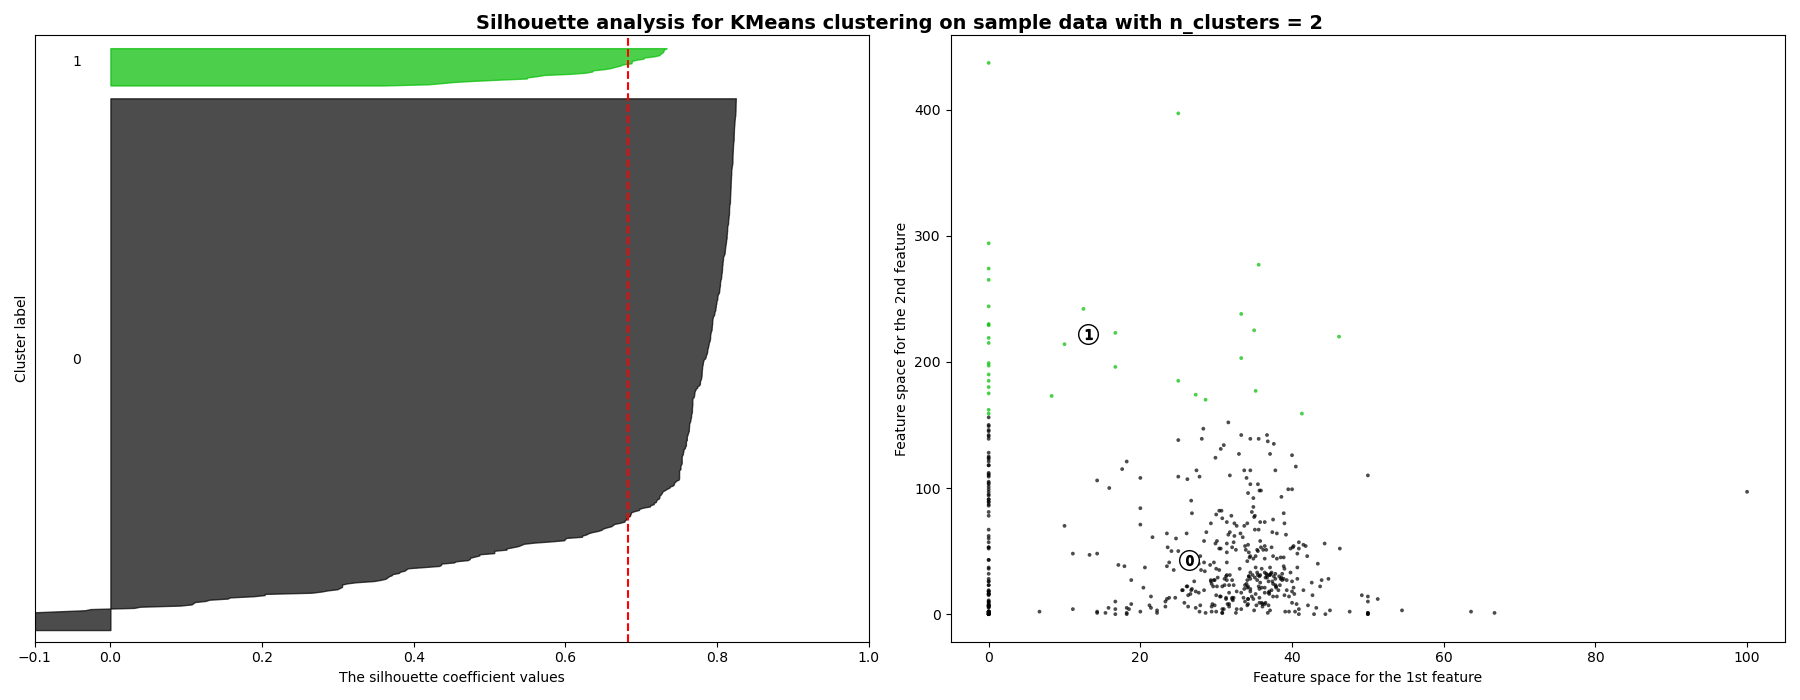 Silhouette analysis for KMeans clustering on sample data with n_clusters = 2
1
0
Cluster label
−0.1 0.0 0.2 0.4 0.6 0.8 1.0
The silhouette coefficient values
400
300
200
100
0
Feature space for the 2nd feature
1
0
0 20 40 60 80 100
Feature space for the 1st feature